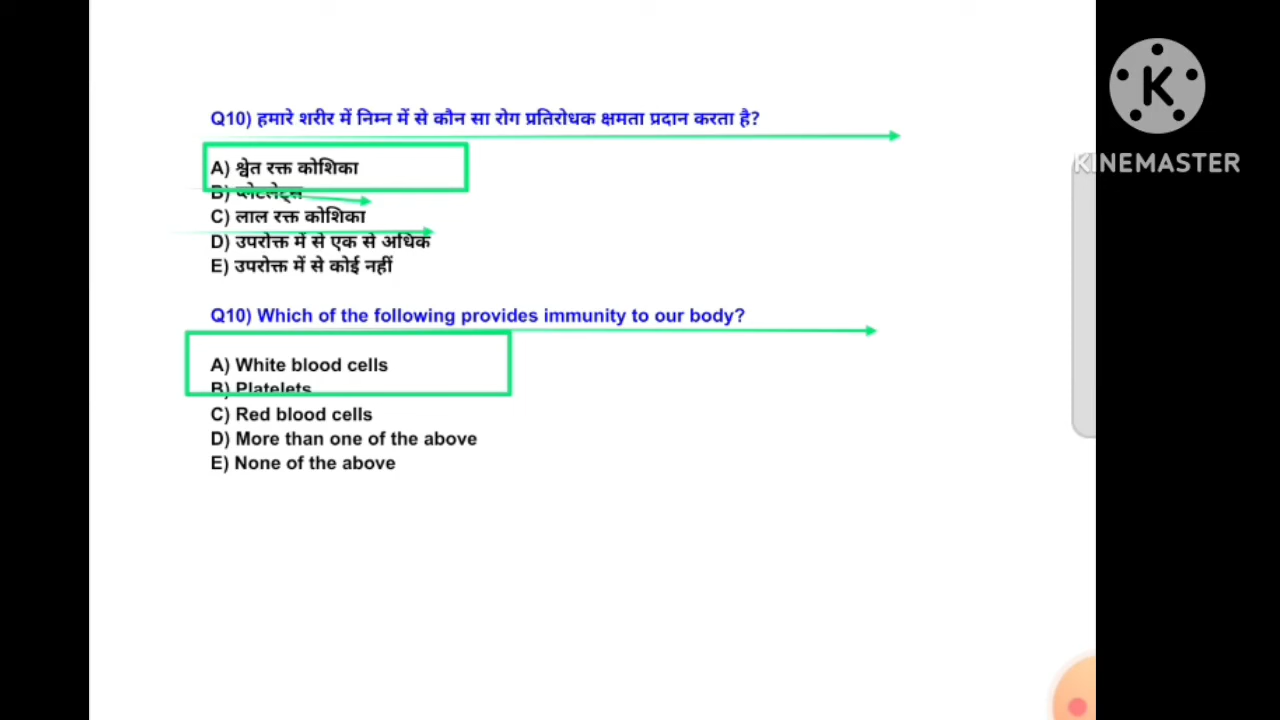 Q10) हमारे शरीर में निम्न में से कौन सा रोग प्रतिरोधक क्षमता प्रदान करता है?
A) श्वेत रक्त कोशिका
B) प्लेटलेट्स
C) लाल रक्त कोशिका
D) उपरोक्त में से एक से अधिक
E) उपरोक्त में से कोई नहीं
Q10) Which of the following provides immunity to our body?
A) White blood cells
B) Platelets
C) Red blood cells
D) More than one of the above
E) None of the above
K
KINEMASTER